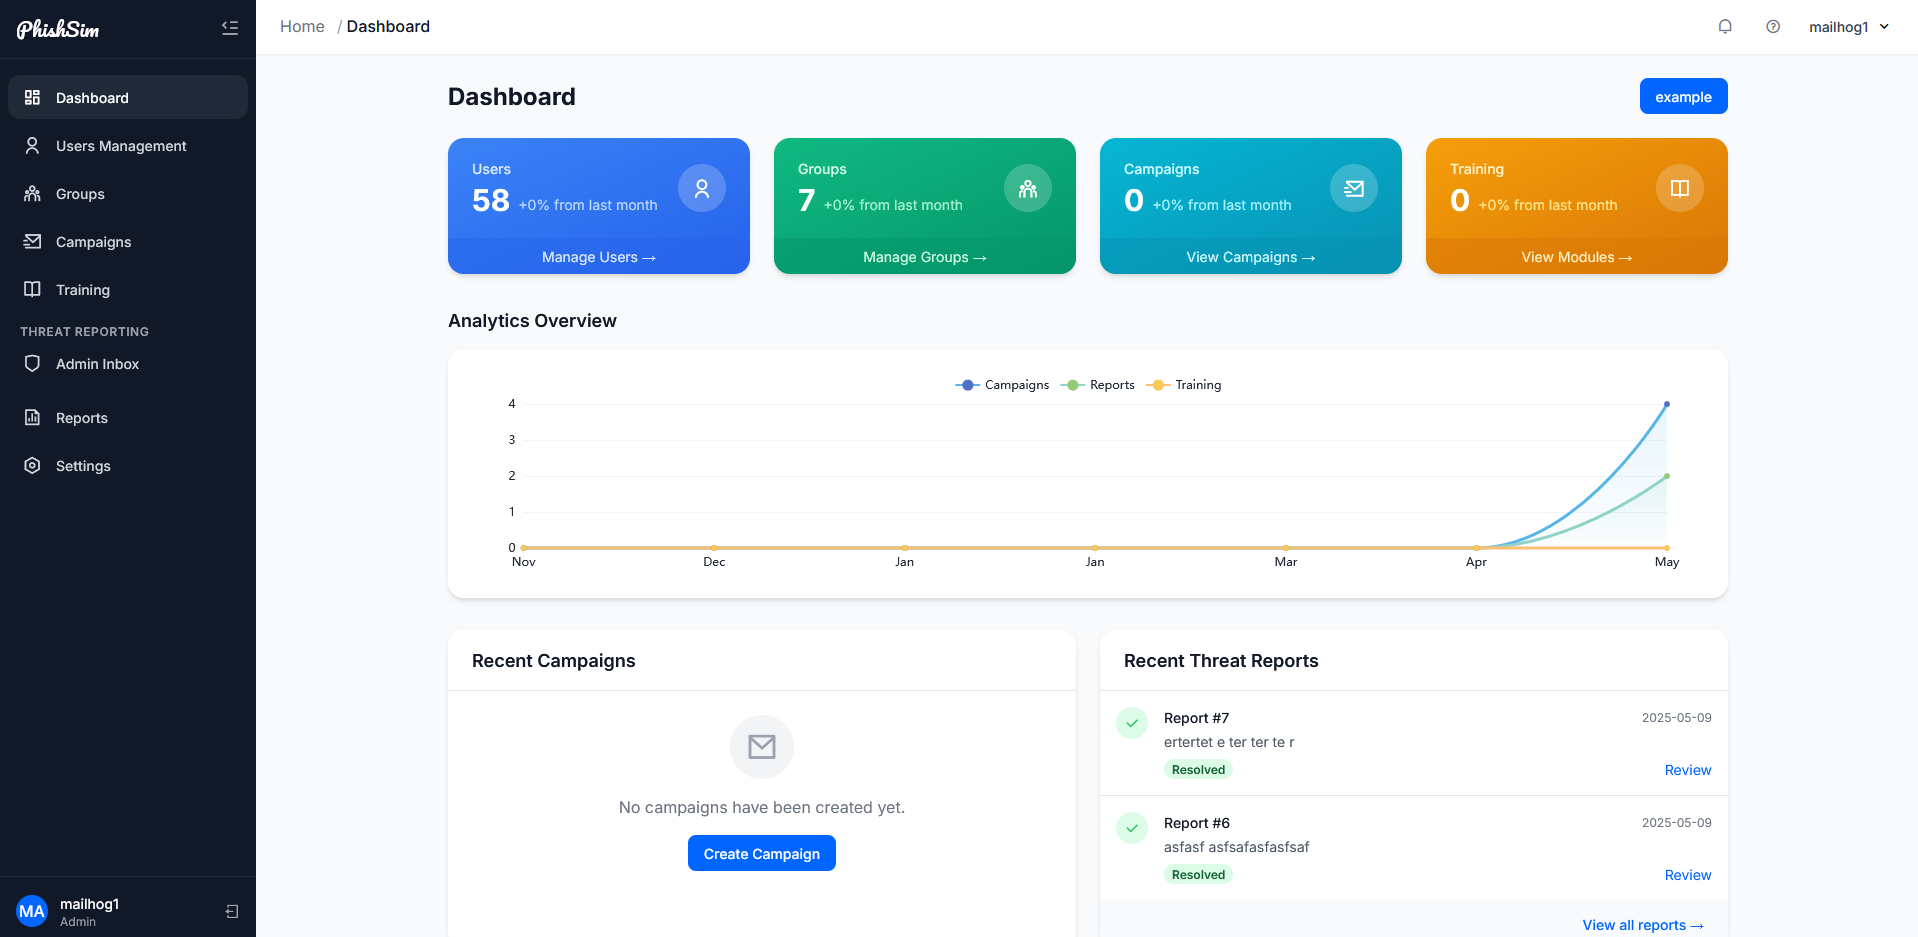 PhishSim
Home / Dashboard
mailhog1
Dashboard
Users Management
Groups
Campaigns
Training
THREAT REPORTING
Admin Inbox
Reports
Settings
MA
mailhog1
Admin
Dashboard
example
Users
58 +0% from last month
Manage Users →
Groups
7 +0% from last month
Manage Groups →
Campaigns
0 +0% from last month
View Campaigns →
Training
0 +0% from last month
View Modules →
Analytics Overview
Campaigns Reports Training
4
3
2
1
0
Nov Dec Jan Jan Mar Apr May
Recent Campaigns
No campaigns have been created yet.
Create Campaign
Recent Threat Reports
Report #7 2025-05-09
ertertet e ter ter te r
Resolved Review
Report #6 2025-05-09
asfasf asfsafasfasfsaf
Resolved Review
View all reports →